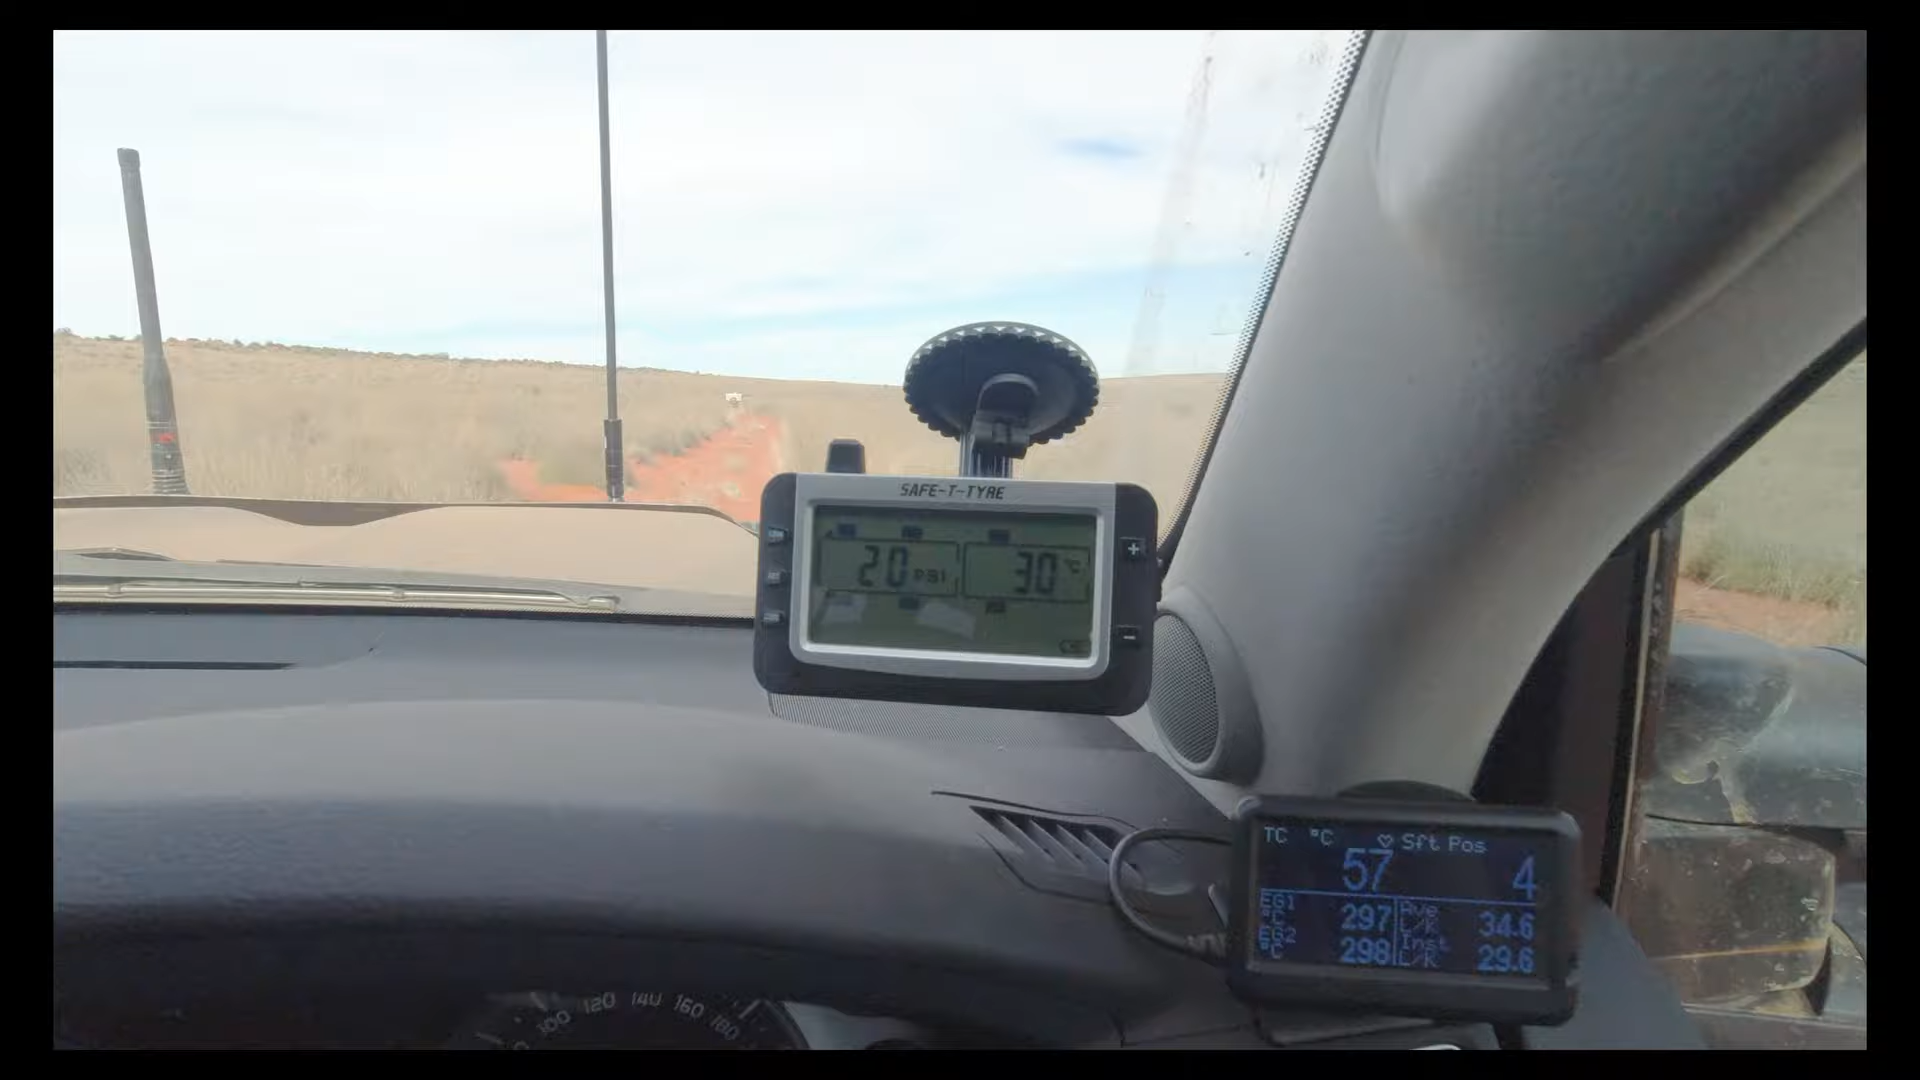 SAFE-T-TYRE
20 PSI 30 °C
+
-
TC °C Sft Pos
57 4
EG1 °C 297 Ave L/K 34.6
EG2 °C 298 Inst L/K 29.6
100 120 140 160 180